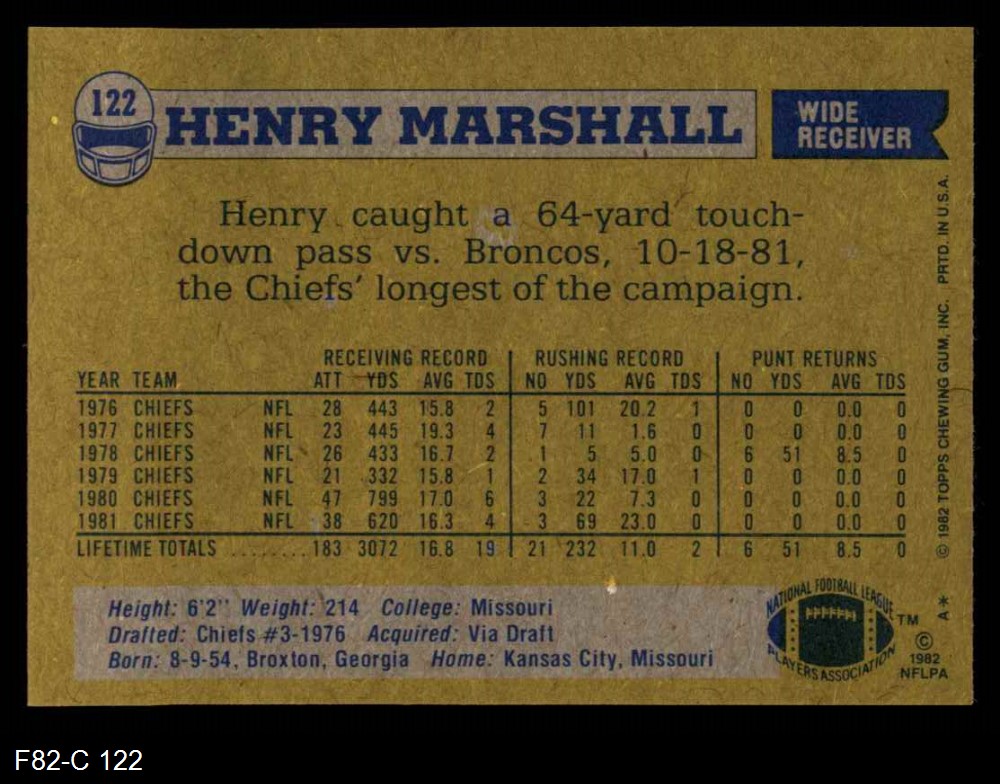 122
HENRY MARSHALL
WIDE
RECEIVER
Henry caught a 64-yard touch-
down pass vs. Broncos, 10-18-81,
the Chiefs' longest of the campaign.
RECEIVING RECORD RUSHING RECORD PUNT RETURNS
YEAR TEAM ATT YDS AVG TDS NO YDS AVG TDS NO YDS AVG TDS
1976 CHIEFS NFL 28 443 15.8 2 5 101 20.2 1 0 0 0.0 0
1977 CHIEFS NFL 23 445 19.3 4 7 11 1.6 0 0 0 0.0 0
1978 CHIEFS NFL 26 433 16.7 2 1 5 5.0 0 6 51 8.5 0
1979 CHIEFS NFL 21 332 15.8 1 2 34 17.0 1 0 0 0.0 0
1980 CHIEFS NFL 47 799 17.0 6 3 22 7.3 0 0 0 0.0 0
1981 CHIEFS NFL 38 620 16.3 4 3 69 23.0 0 0 0 0.0 0
LIFETIME TOTALS ........ 183 3072 16.8 19 21 232 11.0 2 6 51 8.5 0
Height: 6'2" Weight: 214 College: Missouri
Drafted: Chiefs #3-1976 Acquired: Via Draft
Born: 8-9-54, Broxton, Georgia Home: Kansas City, Missouri
NATIONAL FOOTBALL LEAGUE
PLAYERS ASSOCIATION
TM
©
1982
NFLPA
© 1982 TOPPS CHEWING GUM, INC. PRTD. IN U.S.A.
A*
F82-C 122